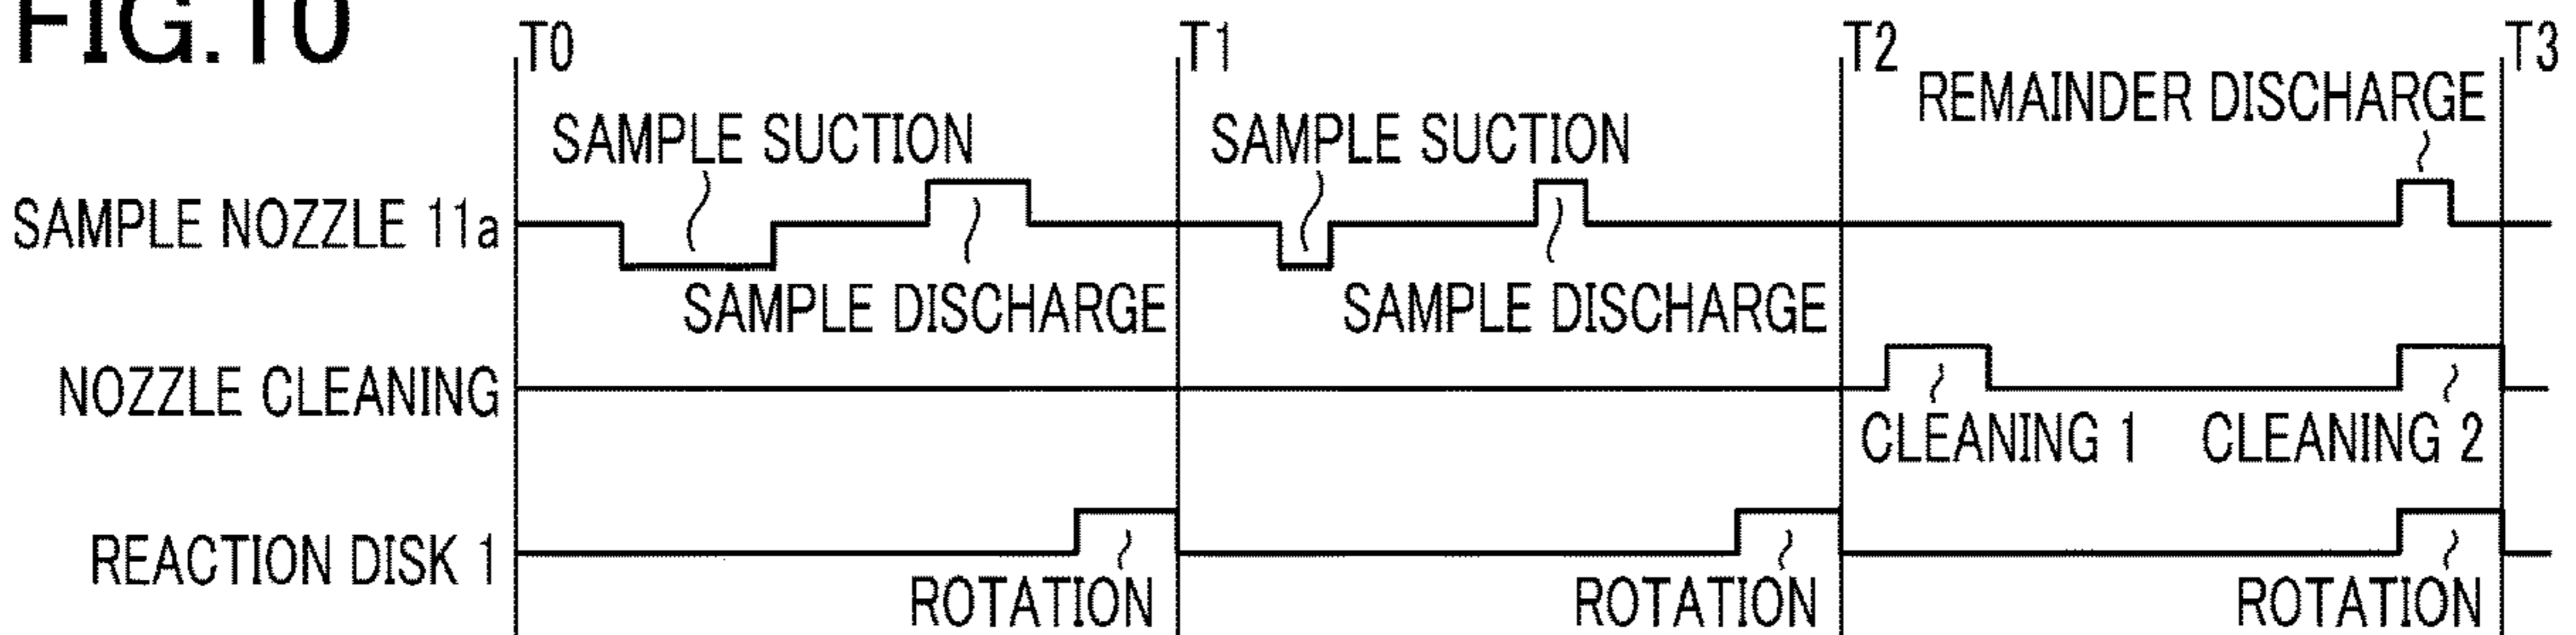 FIG.10
T0
T1
T2
T3
REMAINDER DISCHARGE
SAMPLE SUCTION
SAMPLE SUCTION
SAMPLE NOZZLE 11a
SAMPLE DISCHARGE
SAMPLE DISCHARGE
NOZZLE CLEANING
CLEANING 1
CLEANING 2
REACTION DISK 1
ROTATION
ROTATION
ROTATION